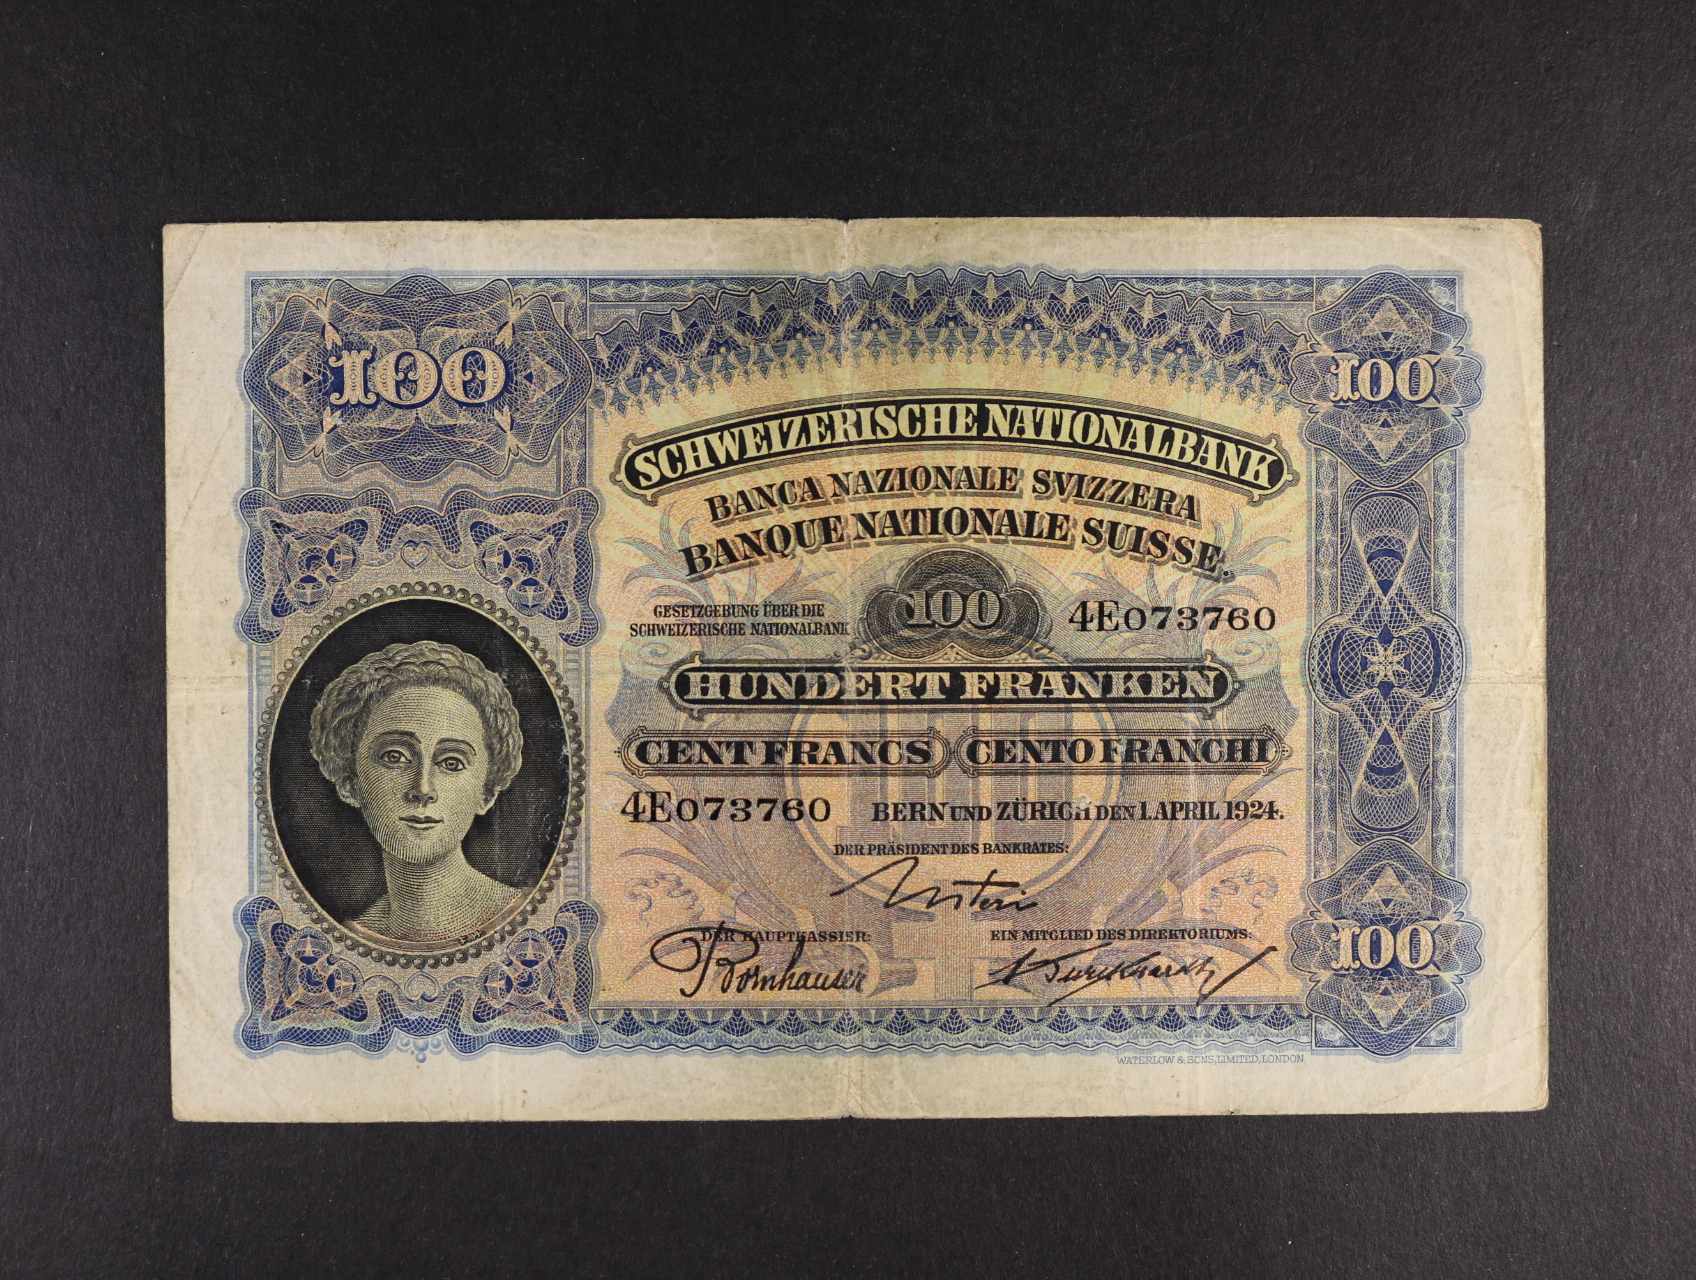 100
100
SCHWEIZERISCHE NATIONALBANK
BANCA NAZIONALE SVIZZERA
BANQUE NATIONALE SUISSE.
GESETZGEBUNG ÜBER DIE
SCHWEIZERISCHE NATIONALBANK
100
4E073760
HUNDERT FRANKEN
CENT FRANCS CENTO FRANCHI
100
4E073760 BERN UND ZÜRICH DEN 1. APRIL 1924.
DER PRÄSIDENT DES BANKRATES:
DER HAUPTKASSIER: EIN MITGLIED DES DIREKTORIUMS:
Bornhauser
100
WATERLOW & SONS, LIMITED, LONDON